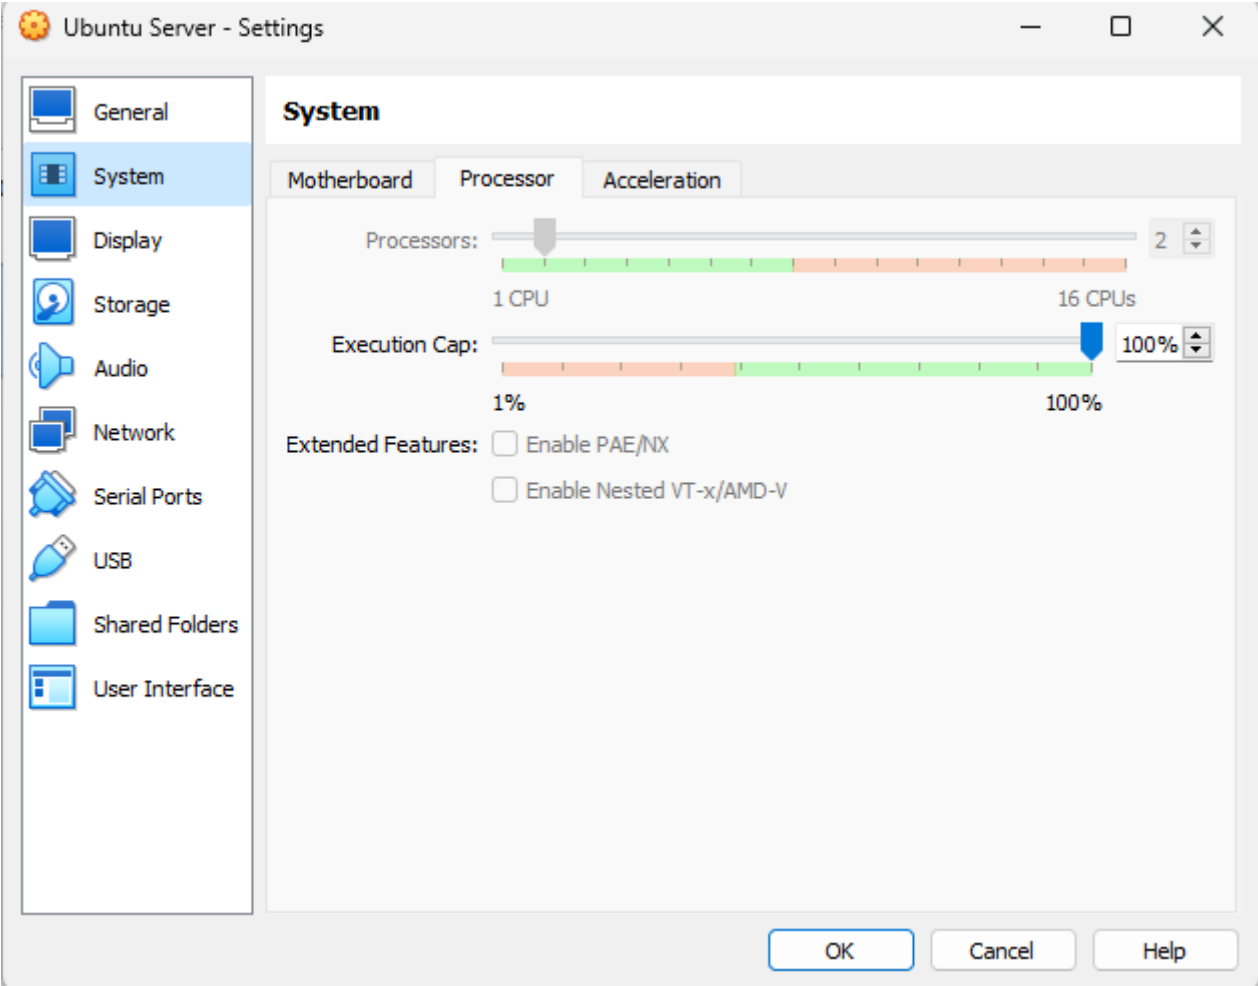 Ubuntu Server - Settings
General
System
Display
Storage
Audio
Network
Serial Ports
USB
Shared Folders
User Interface
System
Motherboard Processor Acceleration
Processors: 2
1 CPU 16 CPUs
Execution Cap: 100%
1% 100%
Extended Features: Enable PAE/NX
Enable Nested VT-x/AMD-V
OK Cancel Help